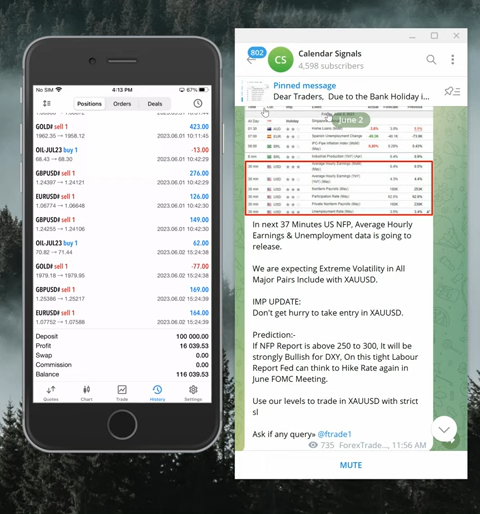 No SIM
4:13 PM
67%
Positions
Orders
Deals
GOLD# sell 1
423.00
1962.35 → 1958.12
2023.06.01 10:11:45
OIL-JUL23 buy 1
-13.00
68.43 → 68.30
2023.06.01 10:42:29
GBPUSD# sell 1
276.00
1.24397 → 1.24121
2023.06.01 10:42:29
EURUSD# sell 1
126.00
1.06774 → 1.06648
2023.06.01 10:42:30
GBPUSD# sell 1
149.00
1.24255 → 1.24106
2023.06.01 10:42:30
OIL-JUL23 buy 1
62.00
70.82 → 71.44
2023.06.02 15:24:38
GOLD# sell 1
-77.00
1979.18 → 1979.95
2023.06.02 15:24:38
GBPUSD# sell 1
169.00
1.25386 → 1.25217
2023.06.02 15:24:39
EURUSD# sell 1
164.00
1.07752 → 1.07588
2023.06.02 15:24:39
Deposit
100 000.00
Profit
16 039.53
Swap
0.00
Commission
0.00
Balance
116 039.53
Quotes
Chart
Trade
History
Settings
802
CS
Calendar Signals
4,598 subscribers
Pinned message
Dear Traders, Due to the Bank Holiday i...
June 2
In next 37 Minutes US NFP, Average Hourly
Earnings & Unemployment data is going to
release.
We are expecting Extreme Volatility in All
Major Pairs Include with XAUUSD.
IMP UPDATE:
Don't get hurry to take entry in XAUUSD.
Prediction:-
If NFP Report is above 250 to 300, It will be
strongly Bullish for DXY, On this tight Labour
Report Fed can think to Hike Rate again in
June FOMC Meeting.
Use our levels to trade in XAUUSD with strict
sl
Ask if any query» @ftrade1
735 ForexTrade..., 11:56 AM
MUTE